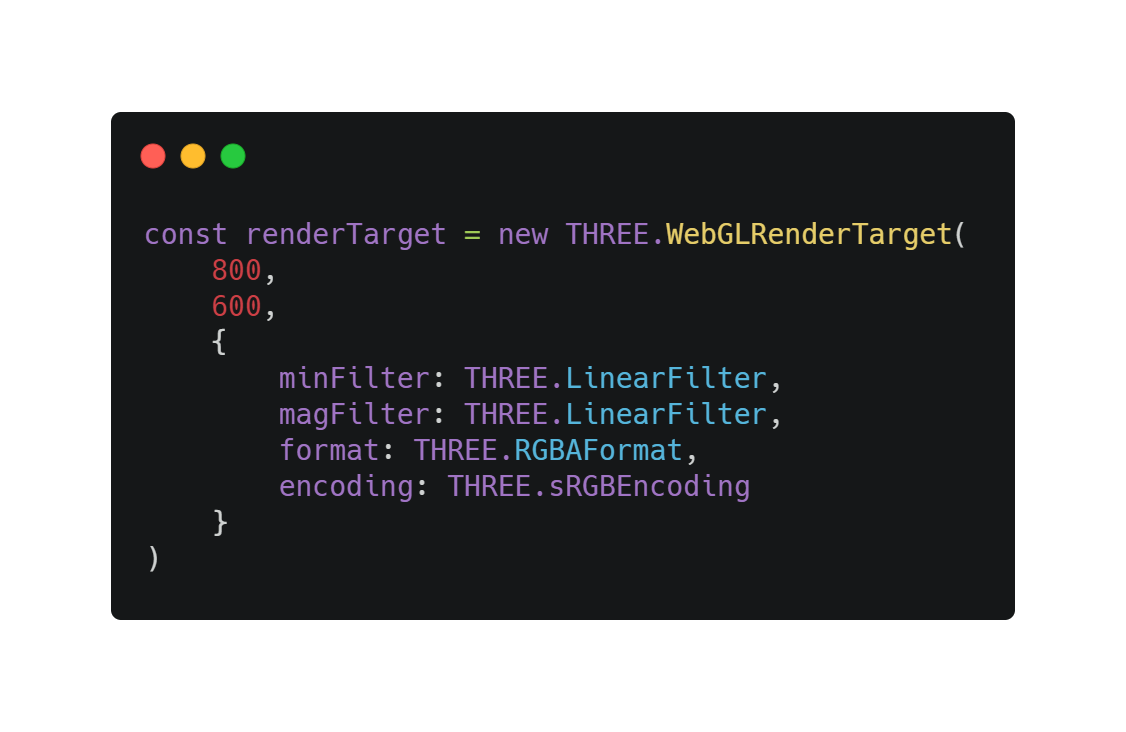 const renderTarget = new THREE.WebGLRenderTarget(
    800,
    600,
    {
        minFilter: THREE.LinearFilter,
        magFilter: THREE.LinearFilter,
        format: THREE.RGBAFormat,
        encoding: THREE.sRGBEncoding
    }
)